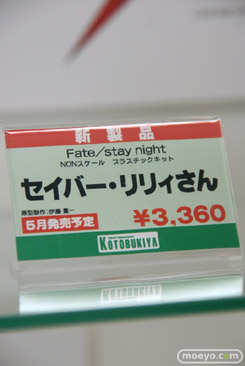 新製品
Fate/stay night
NONスケール プラスチックキット
セイバー・リリィさん
原型製作:伊藤 篤一
5月発売予定
¥3,360
KOTOBUKIYA
moeyo.com